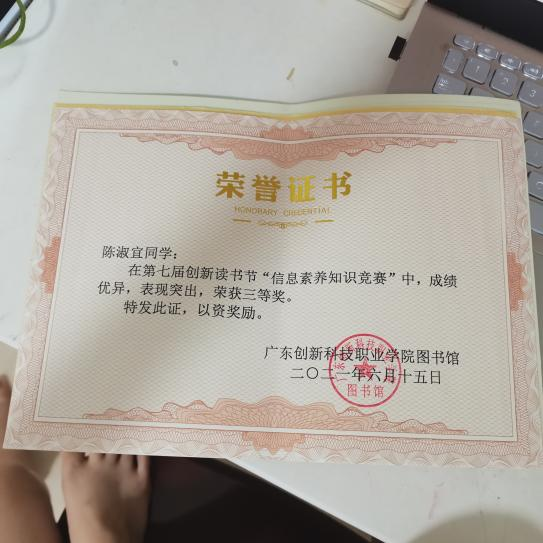 荣誉证书
HONORARY CREDENTIAL
陈淑宜同学：
在第七届创新读书节“信息素养知识竞赛”中，成绩
优异，表现突出，荣获三等奖。
特发此证，以资奖励。
广东创新科技职业学院图书馆
二〇二一年六月十五日
图书馆